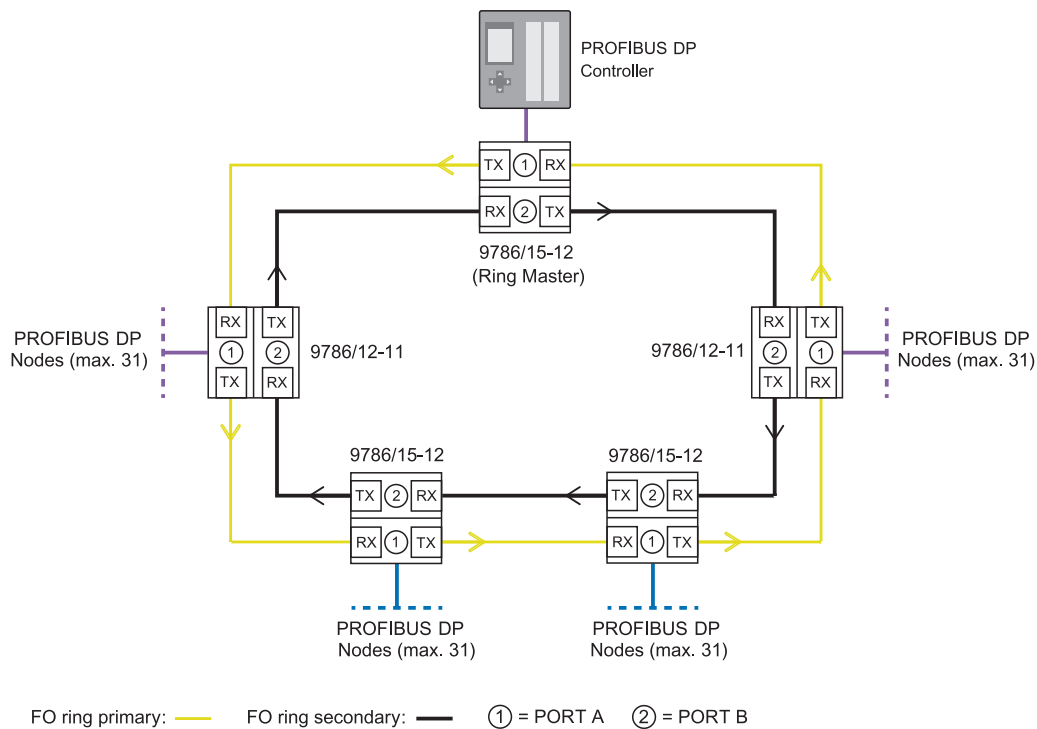 PROFIBUS DP
Controller
TX 1 RX
RX 2 TX
9786/15-12
(Ring Master)
RX TX
1 2
TX RX
PROFIBUS DP
Nodes (max. 31)
9786/12-11
9786/12-11
RX TX
2 1
TX RX
PROFIBUS DP
Nodes (max. 31)
9786/15-12
TX 2 RX
RX 1 TX
PROFIBUS DP
Nodes (max. 31)
9786/15-12
TX 2 RX
RX 1 TX
PROFIBUS DP
Nodes (max. 31)
FO ring primary: FO ring secondary: 1 = PORT A 2 = PORT B